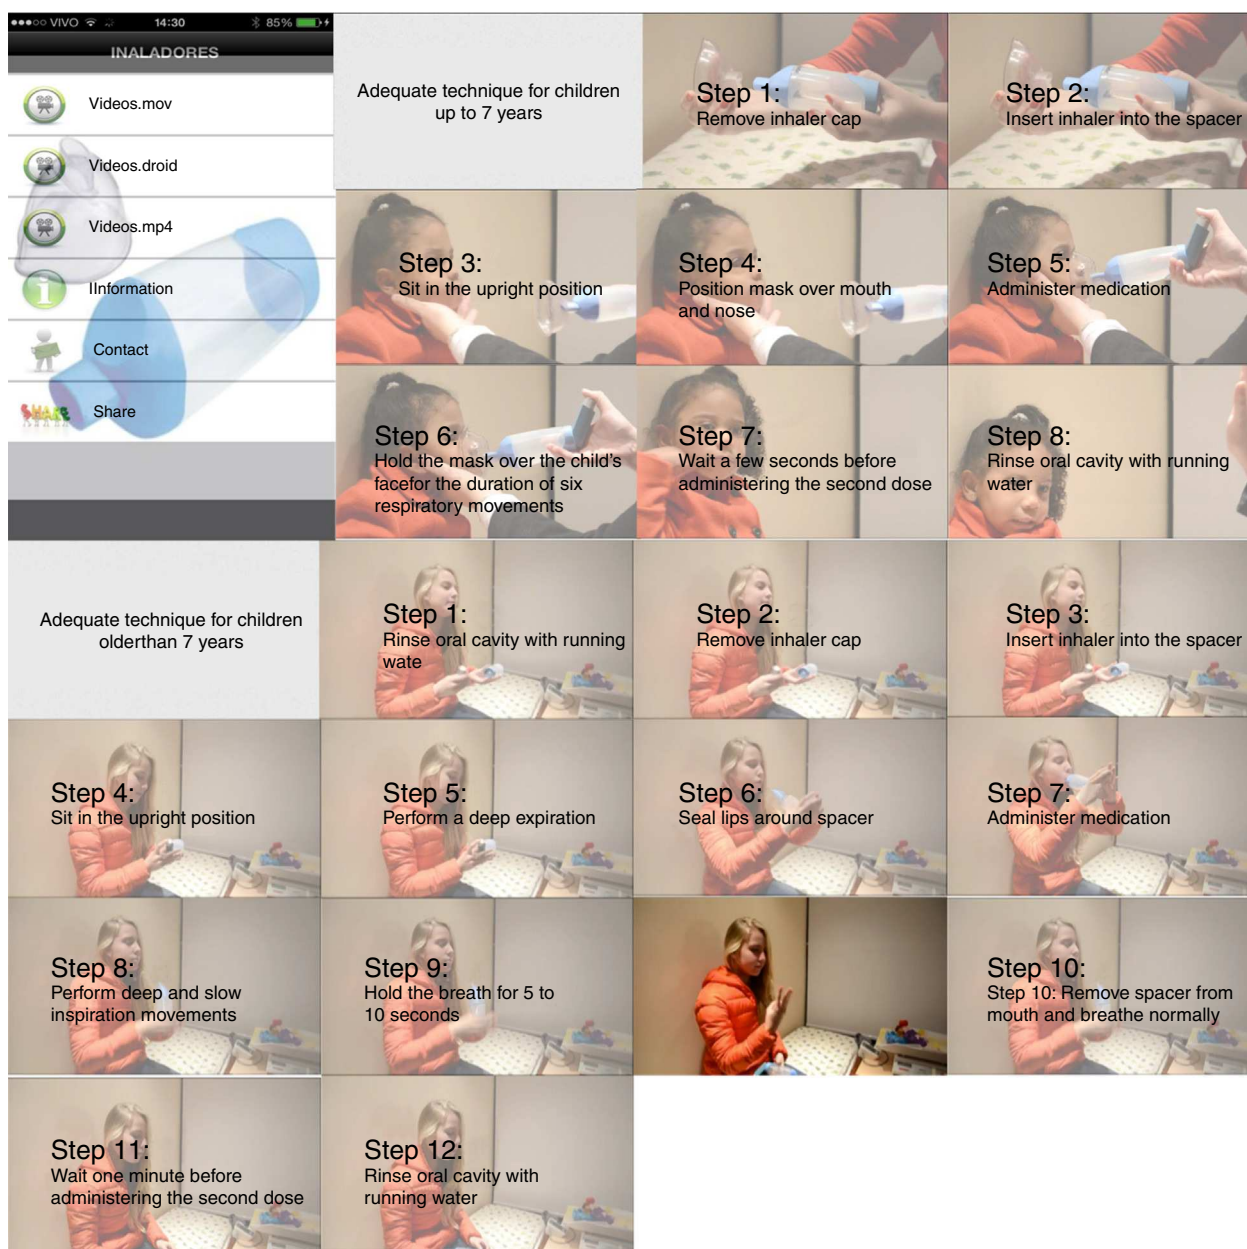 VIVO 14:30 85%
INALADORES
Videos.mov
Videos.droid
Videos.mp4
IInformation
Contact
SHARE Share
Adequate technique for children
up to 7 years
Step 1:
Remove inhaler cap
Step 2:
Insert inhaler into the spacer
Step 3:
Sit in the upright position
Step 4:
Position mask over mouth
and nose
Step 5:
Administer medication
Step 6:
Hold the mask over the child's
facefor the duration of six
respiratory movements
Step 7:
Wait a few seconds before
administering the second dose
Step 8:
Rinse oral cavity with running
water
Adequate technique for children
olderthan 7 years
Step 1:
Rinse oral cavity with running
wate
Step 2:
Remove inhaler cap
Step 3:
Insert inhaler into the spacer
Step 4:
Sit in the upright position
Step 5:
Perform a deep expiration
Step 6:
Seal lips around spacer
Step 7:
Administer medication
Step 8:
Perform deep and slow
inspiration movements
Step 9:
Hold the breath for 5 to
10 seconds
Step 10:
Step 10: Remove spacer from
mouth and breathe normally
Step 11:
Wait one minute before
administering the second dose
Step 12:
Rinse oral cavity with
running water